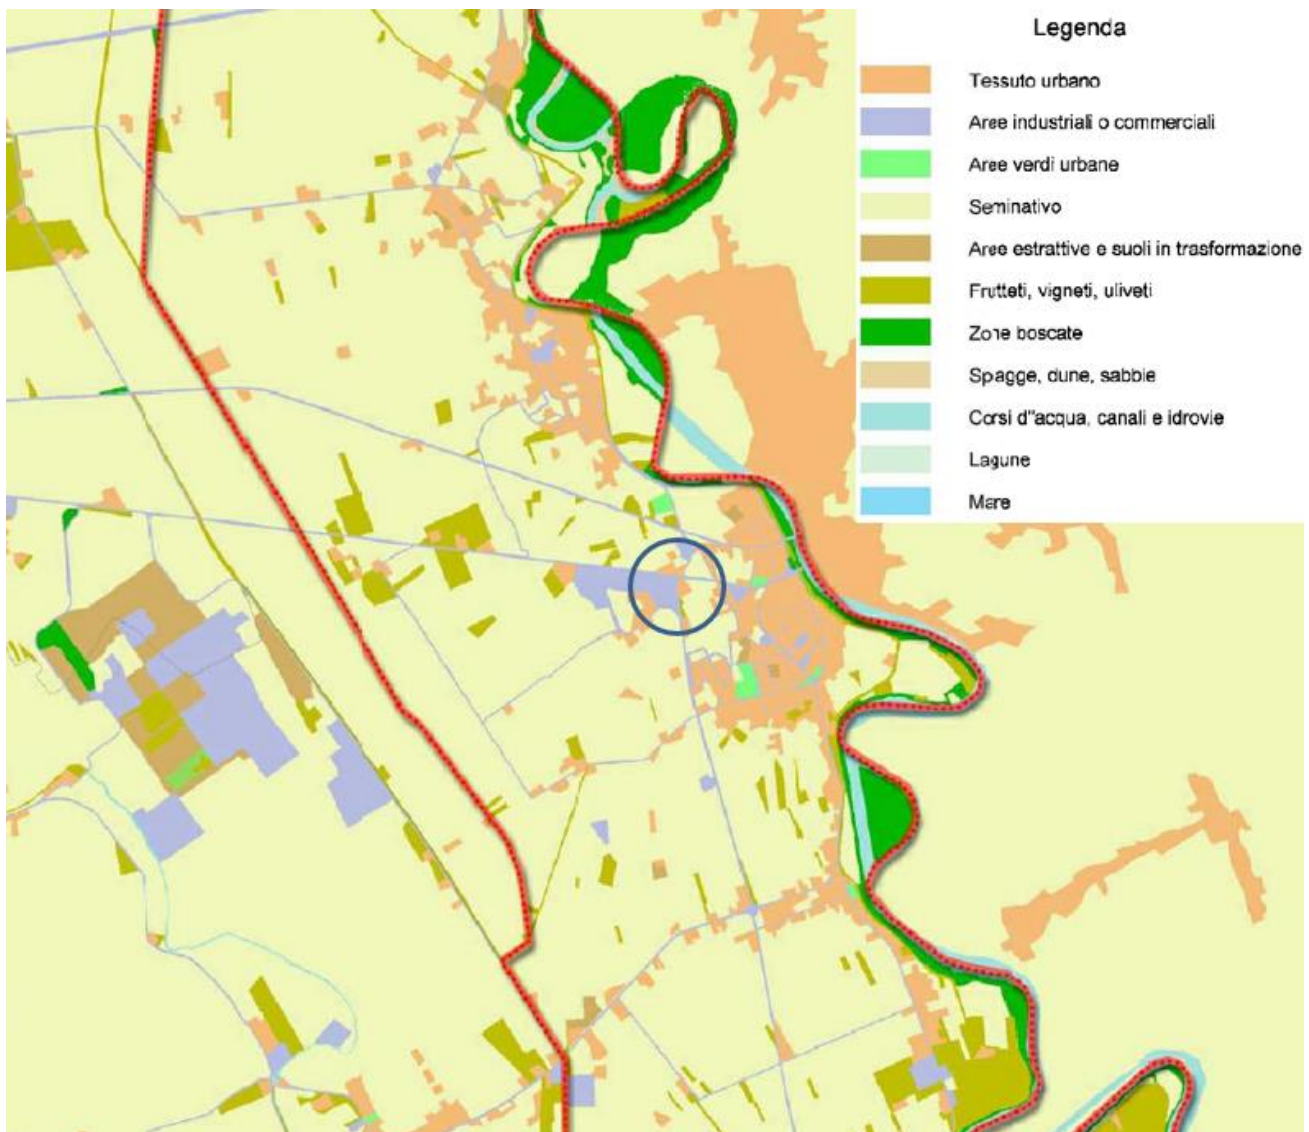 Legenda
Tessuto urbano
Aree industriali o commerciali
Aree verdi urbane
Seminativo
Aree estrattive e suoli in trasformazione
Frutteti, vigneti, uliveti
Zone boscate
Spagge, dune, sabbie
Corsi d"acqua, canali e idrovie
Lagune
Mare